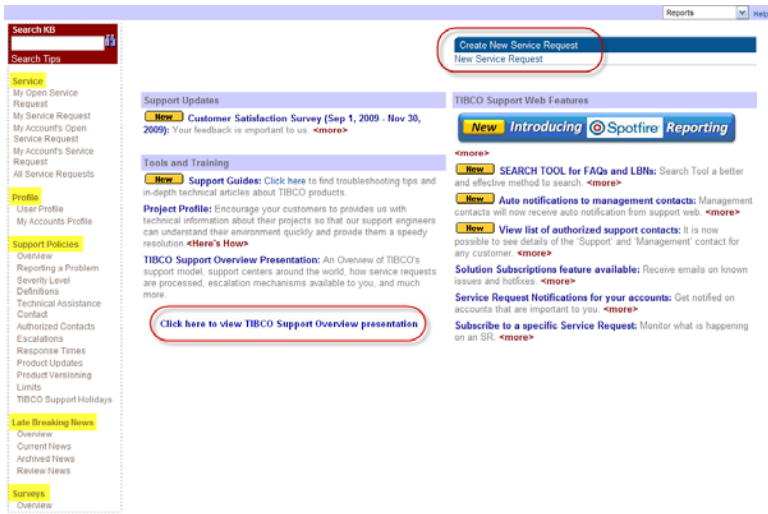 Reports
Help
Search KB
Search Tips
Service
My Open Service
Request
My Service Request
My Account's Open
Service Request
My Account's Service
Request
All Service Requests
Profile
User Profile
My Accounts Profile
Support Policies
Overview
Reporting a Problem
Severity Level
Definitions
Technical Assistance
Contact
Authorized Contacts
Escalations
Response Times
Product Updates
Product Versioning
Limits
TIBCO Support Holidays
Late Breaking News
Overview
Current News
Archived News
Review News
Surveys
Overview
Support Updates
New Customer Satisfaction Survey (Sep 1, 2009 - Nov 30,
2009): Your feedback is important to us. <more>
Tools and Training
New Support Guides: Click here to find troubleshooting tips and
in-depth technical articles about TIBCO products.
Project Profile: Encourage your customers to provides us with
technical information about their projects so that our support engineers
can understand their environment quickly and provide them a speedy
resolution.<Here's How>
TIBCO Support Overview Presentation: An Overview of TIBCO's
support model, support centers around the world, how service requests
are processed, escalation mechanisms available to you, and much
more.
Click here to view TIBCO Support Overview presentation
Create New Service Request
New Service Request
TIBCO Support Web Features
New Introducing Spotfire Reporting
<more>
New SEARCH TOOL for FAQs and LBNs: Search Tool a better
and effective method to search. <more>
New Auto notifications to management contacts: Management
contacts will now receive auto notification from support web. <more>
New View list of authorized support contacts: It is now
possible to see details of the 'Support' and 'Management' contact for
any customer. <more>
Solution Subscriptions feature available: Receive emails on known
issues and hotfixes. <more>
Service Request Notifications for your accounts: Get notified on
accounts that are important to you. <more>
Subscribe to a specific Service Request: Monitor what is happening
on an SR. <more>